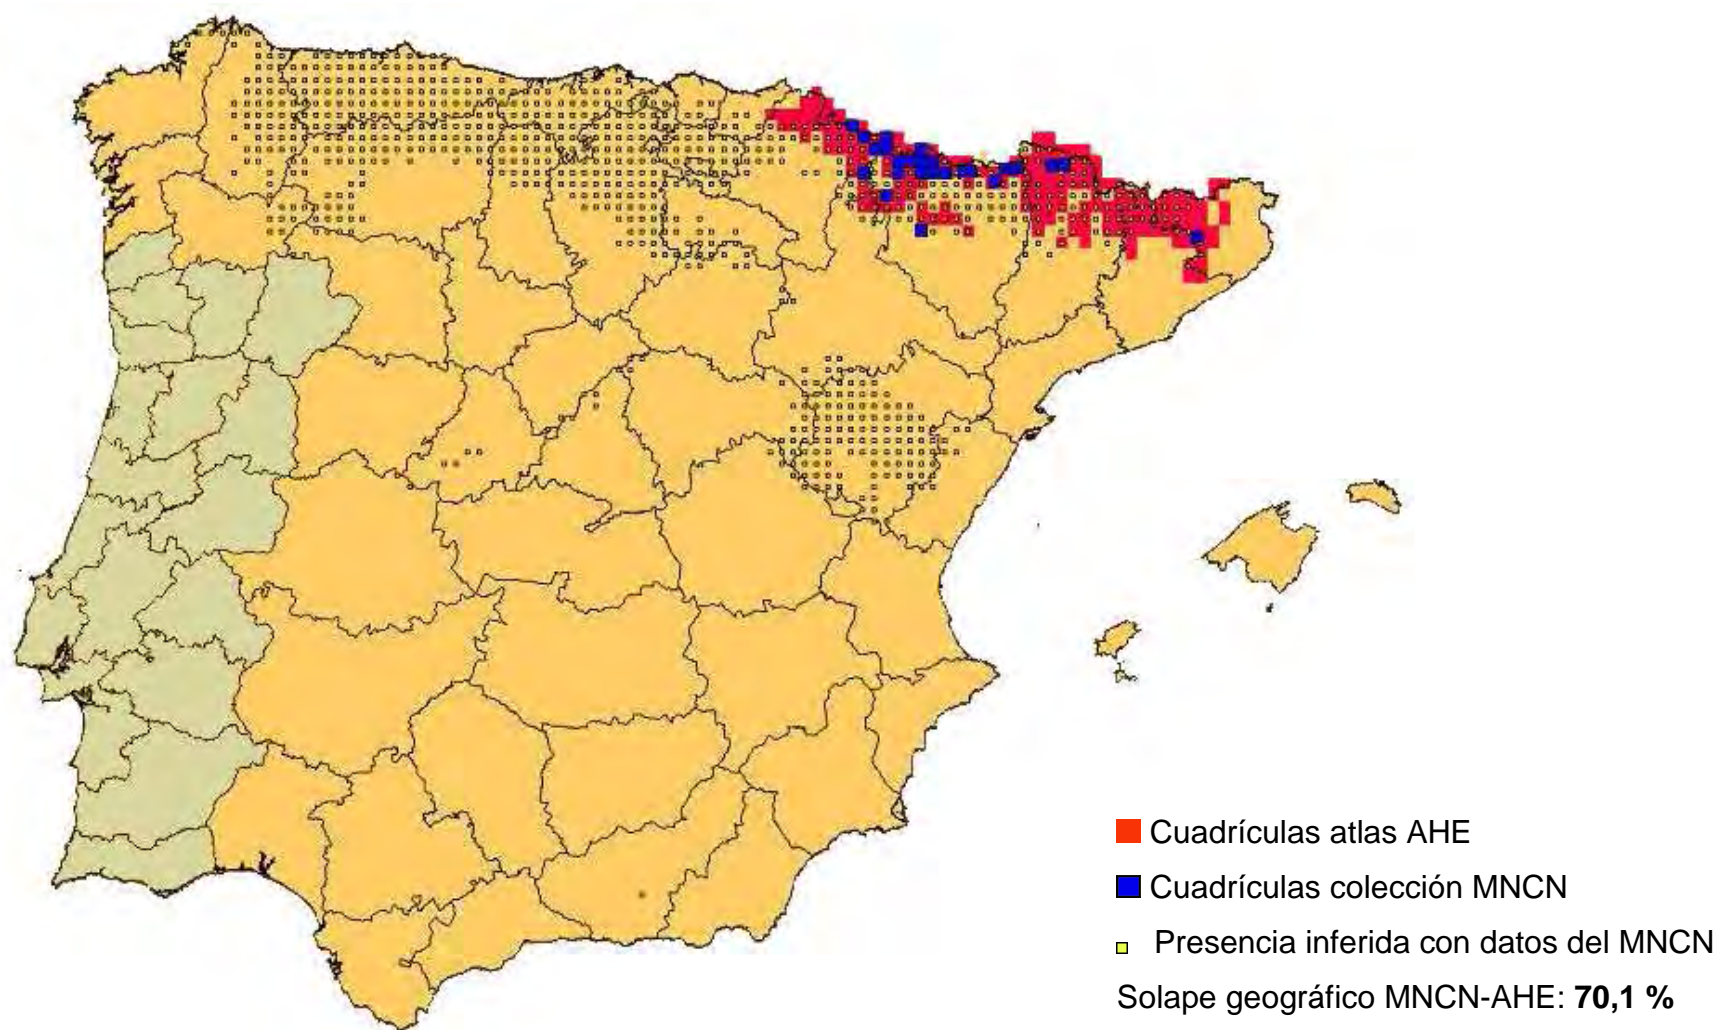 Cuadrículas atlas AHE
Cuadrículas colección MNCN
Presencia inferida con datos del MNCN
Solape geográfico MNCN-AHE: 70,1 %